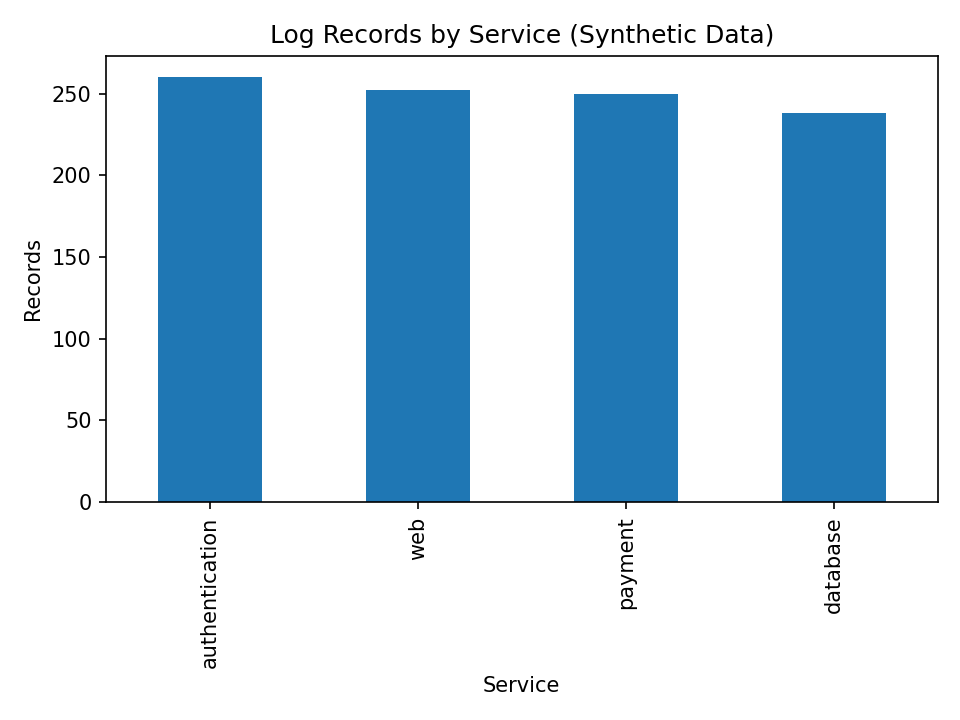 Log Records by Service (Synthetic Data)
Records
250
200
150
100
50
0
authentication
web
payment
database
Service